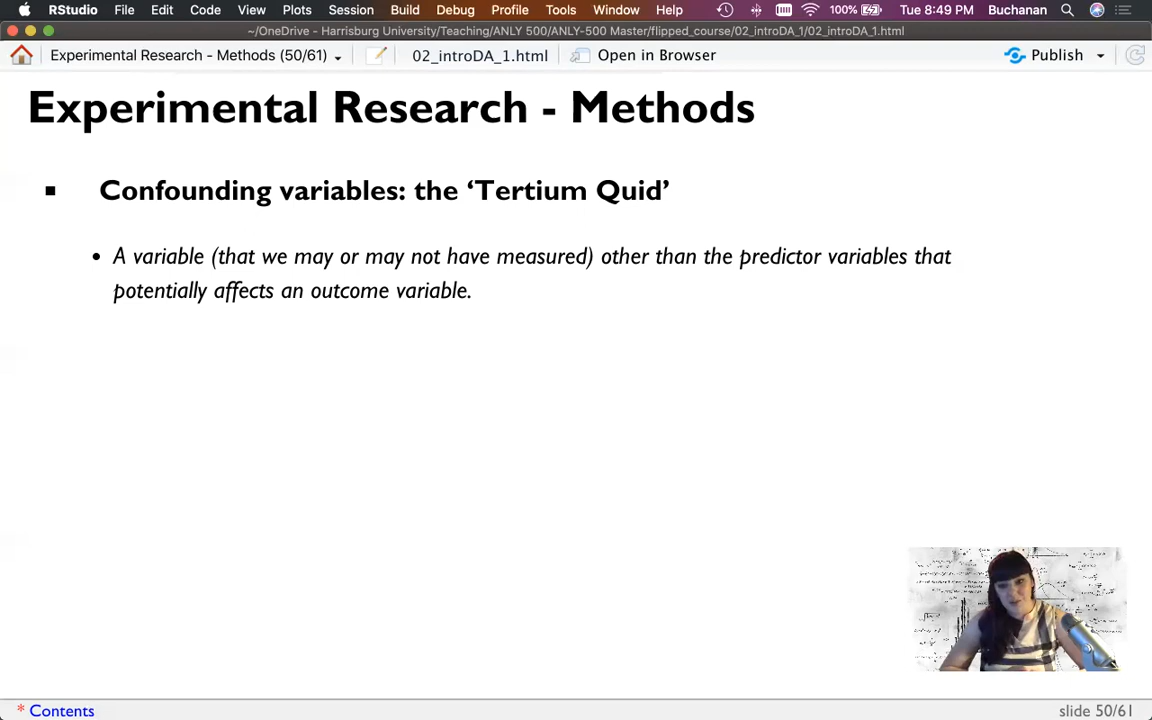 RStudio File Edit Code View Plots Session Build Debug Profile Tools Window Help 100% Tue 8:49 PM Buchanan
~/OneDrive - Harrisburg University/Teaching/ANLY 500/ANLY-500 Master/flipped_course/02_introDA_1/02_introDA_1.html
Experimental Research - Methods (50/61) 02_introDA_1.html Open in Browser Publish
Experimental Research - Methods
▪ Confounding variables: the ‘Tertium Quid’
• A variable (that we may or may not have measured) other than the predictor variables that
potentially affects an outcome variable.
* Contents slide 50/61